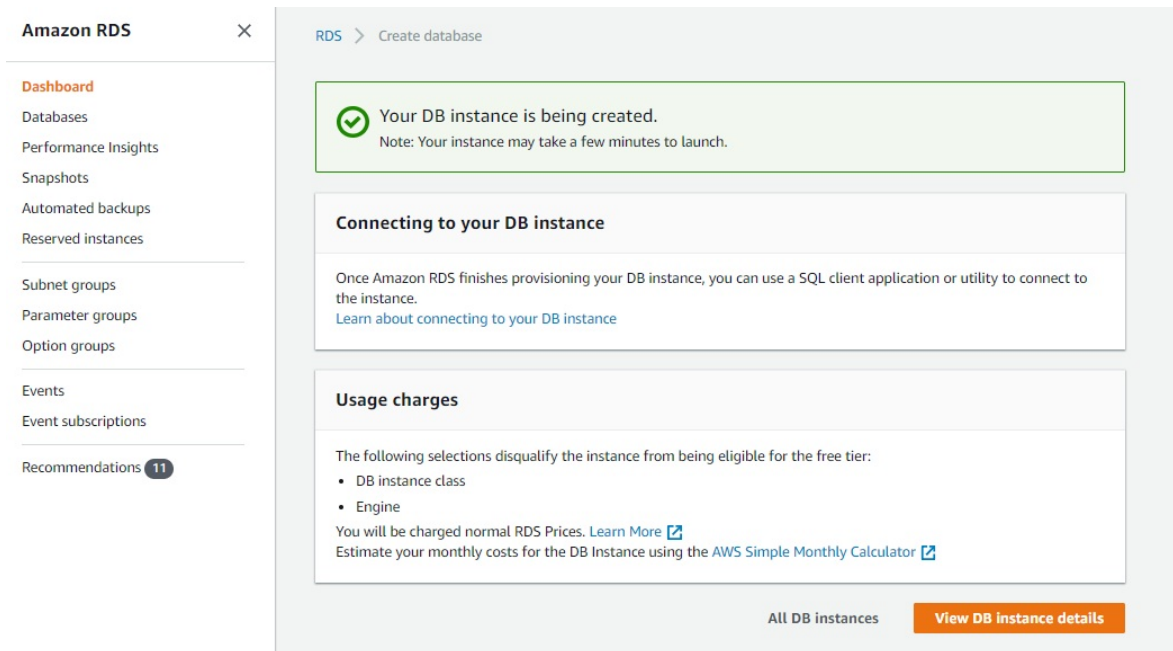 Amazon RDS
Dashboard
Databases
Performance Insights
Snapshots
Automated backups
Reserved instances
Subnet groups
Parameter groups
Option groups
Events
Event subscriptions
Recommendations 11
RDS > Create database
Your DB instance is being created.
Note: Your instance may take a few minutes to launch.
Connecting to your DB instance
Once Amazon RDS finishes provisioning your DB instance, you can use a SQL client application or utility to connect to
the instance.
Learn about connecting to your DB instance
Usage charges
The following selections disqualify the instance from being eligible for the free tier:
• DB instance class
• Engine
You will be charged normal RDS Prices. Learn More
Estimate your monthly costs for the DB Instance using the AWS Simple Monthly Calculator
All DB instances
View DB instance details